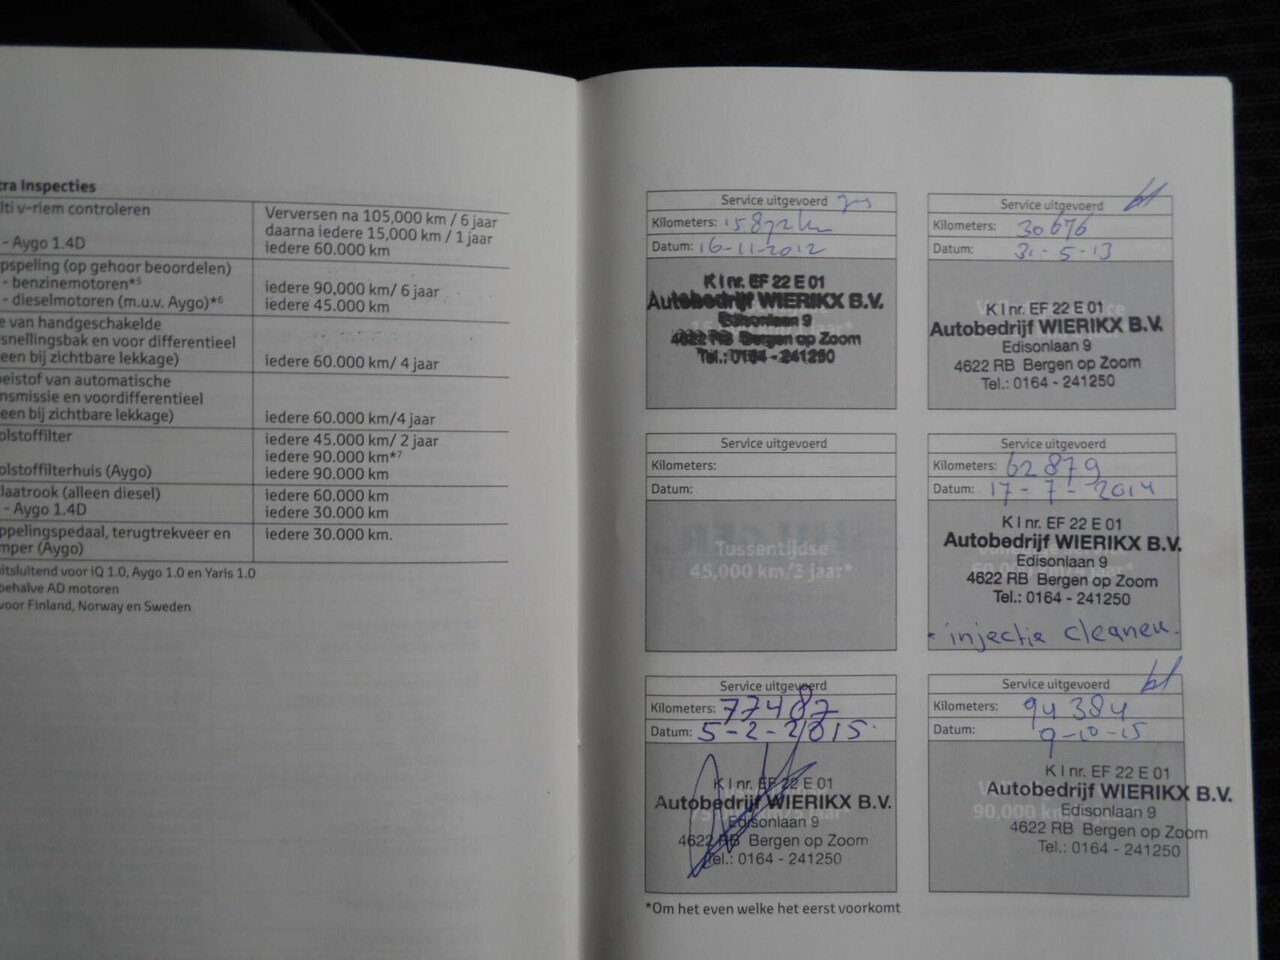 tra Inspecties
lti v-riem controleren
Verversen na 105,000 km / 6 jaar
daarna iedere 15,000 km / 1 jaar
- Aygo 1.4D
iedere 60.000 km
pspeling (op gehoor beoordelen)
- benzinemotoren*5
iedere 90,000 km/ 6 jaar
- dieselmotoren (m.u.v. Aygo)*6
iedere 45.000 km
e van handgeschakelde
snellingsbak en voor differentieel
een bij zichtbare lekkage)
iedere 60.000 km/ 4 jaar
eistof van automatische
nsmissie en voordifferentieel
een bij zichtbare lekkage)
iedere 60.000 km/4 jaar
olstoffilter
iedere 45.000 km/ 2 jaar
iedere 90.000 km*7
olstoffilterhuis (Aygo)
iedere 90.000 km
laatrook (alleen diesel)
iedere 60.000 km
- Aygo 1.4D
iedere 30.000 km
ppelingspedaal, terugtrekveer en
mper (Aygo)
iedere 30.000 km.
uitsluitend voor iQ 1.0, Aygo 1.0 en Yaris 1.0
behalve AD motoren
voor Finland, Norway en Sweden
Service uitgevoerd
Kilometers: 15872 km
Datum: 16-11-2012
K I nr. EF 22 E 01
Autobedrijf WIERIKX B.V.
Edisonlaan 9
4622 RB Bergen op Zoom
Tel.: 0164 - 241250
Service uitgevoerd
Kilometers: 30676
Datum: 31-5-13
K I nr. EF 22 E 01
Autobedrijf WIERIKX B.V.
Edisonlaan 9
4622 RB Bergen op Zoom
Tel.: 0164 - 241250
Service uitgevoerd
Kilometers:
Datum:
Tussentijdse
45,000 km/3 jaar*
Service uitgevoerd
Kilometers: 62879
Datum: 17-7-2014
K I nr. EF 22 E 01
Autobedrijf WIERIKX B.V.
Edisonlaan 9
4622 RB Bergen op Zoom
Tel.: 0164 - 241250
* injectie cleanen.
Service uitgevoerd
Kilometers: 77487
Datum: 5-2-2015.
K I nr. EF 22 E 01
Autobedrijf WIERIKX B.V.
Edisonlaan 9
4622 RB Bergen op Zoom
Tel.: 0164 - 241250
Service uitgevoerd
Kilometers: 94384
Datum: 9-10-15
K I nr. EF 22 E 01
Autobedrijf WIERIKX B.V.
Edisonlaan 9
90,000 km
4622 RB Bergen op Zoom
Tel.: 0164 - 241250
*Om het even welke het eerst voorkomt